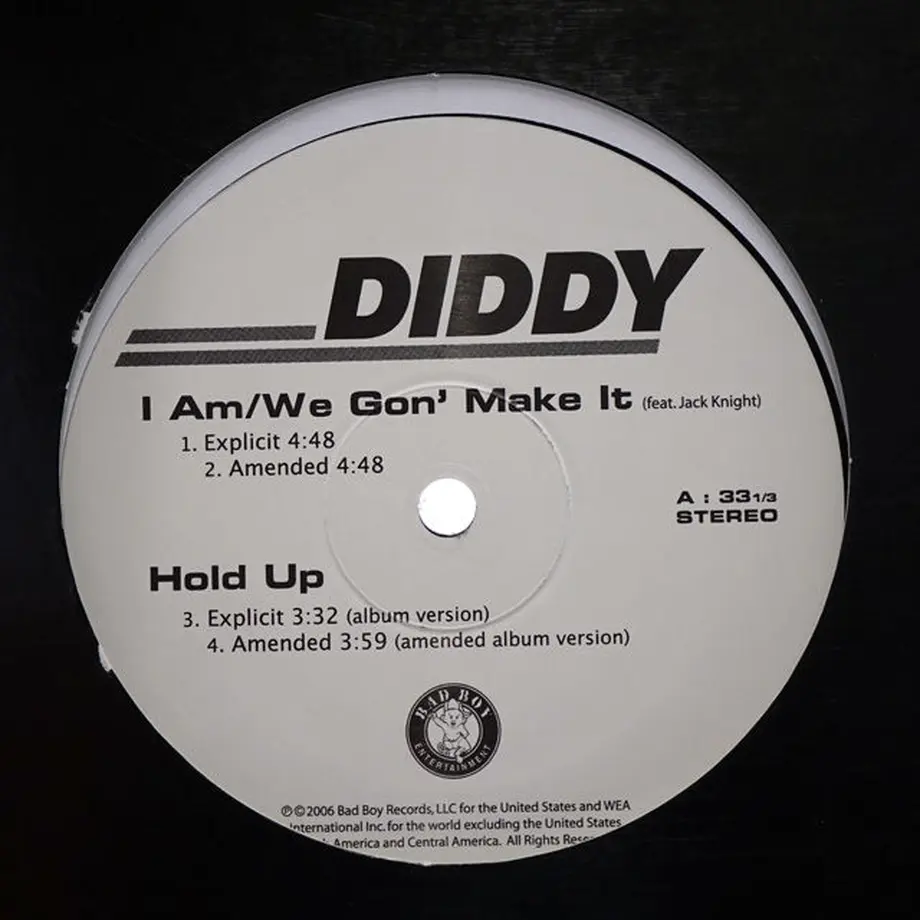 DIDDY
I Am/We Gon' Make It (feat. Jack Knight)
1. Explicit 4:48
2. Amended 4:48
A : 33 1/3
STEREO
Hold Up
3. Explicit 3:32 (album version)
4. Amended 3:59 (amended album version)
BAD BOY
ENTERTAINMENT
℗©2006 Bad Boy Records, LLC for the United States and WEA
International Inc. for the world excluding the United States
America and Central America. All Rights